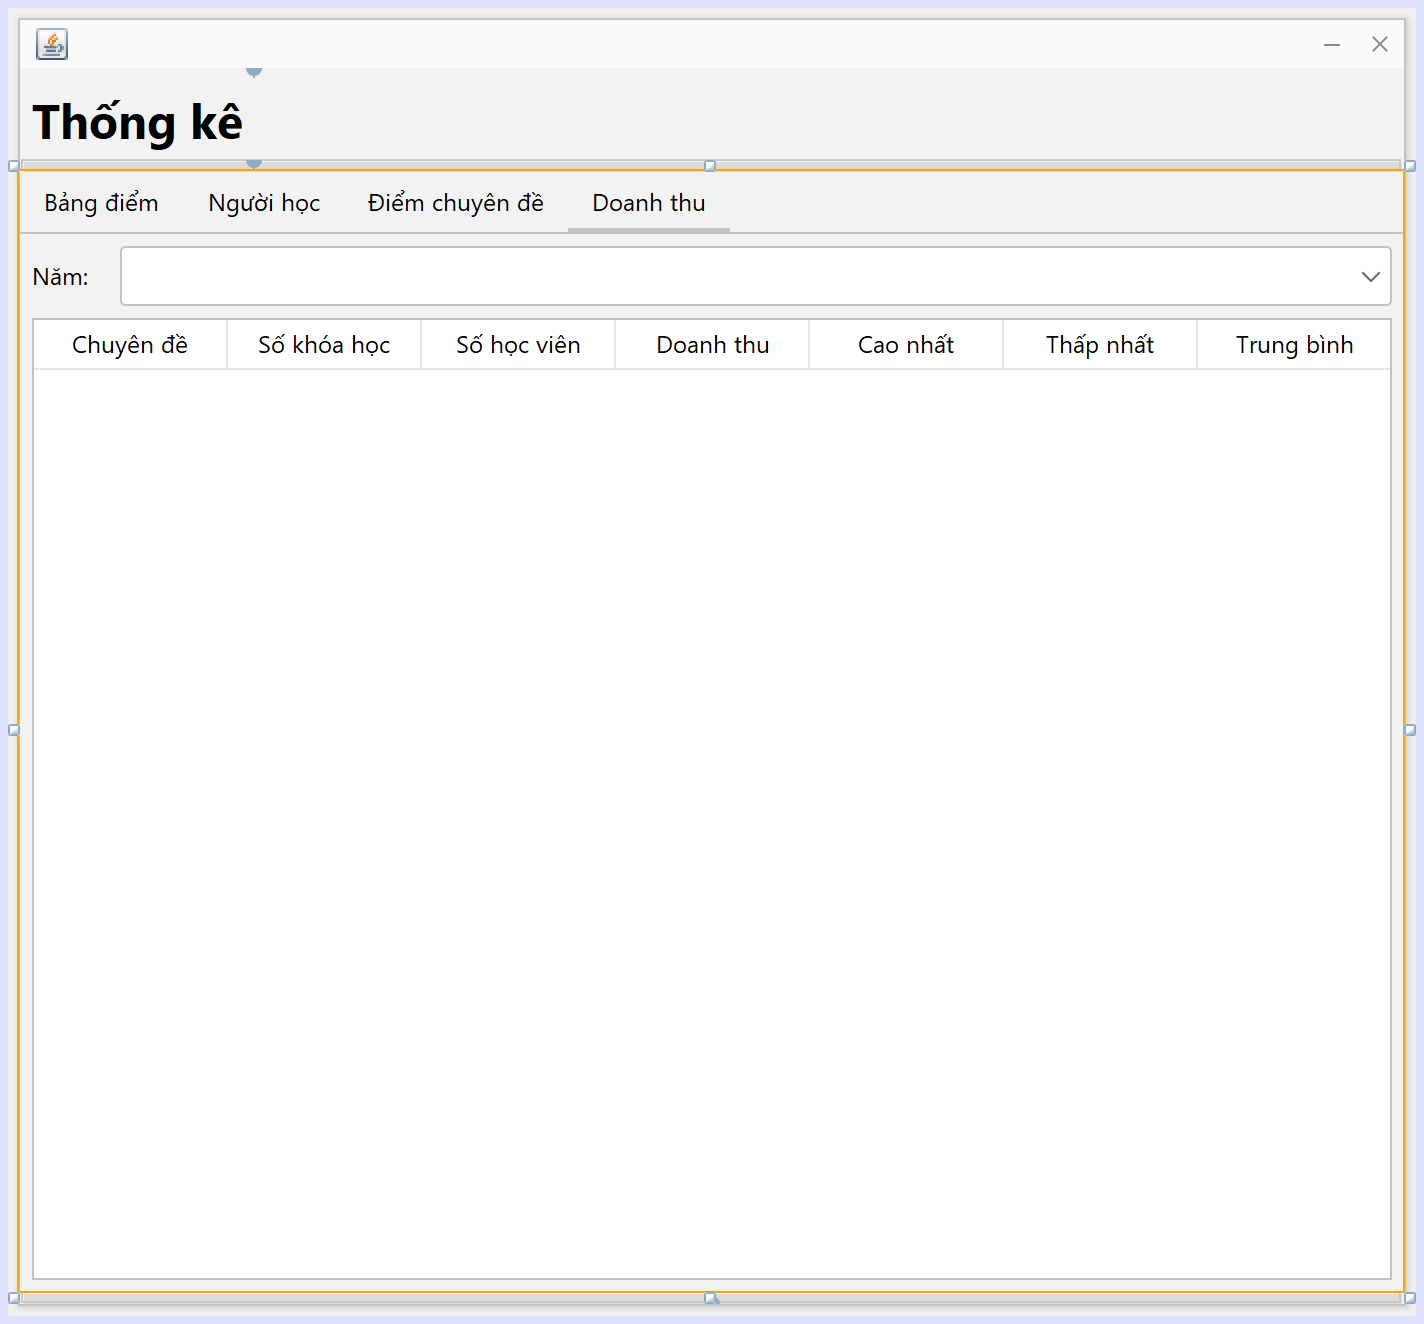 Thống kê
Bảng điểm Người học Điểm chuyên đề Doanh thu
Năm:
Chuyên đề Số khóa học Số học viên Doanh thu Cao nhất Thấp nhất Trung bình